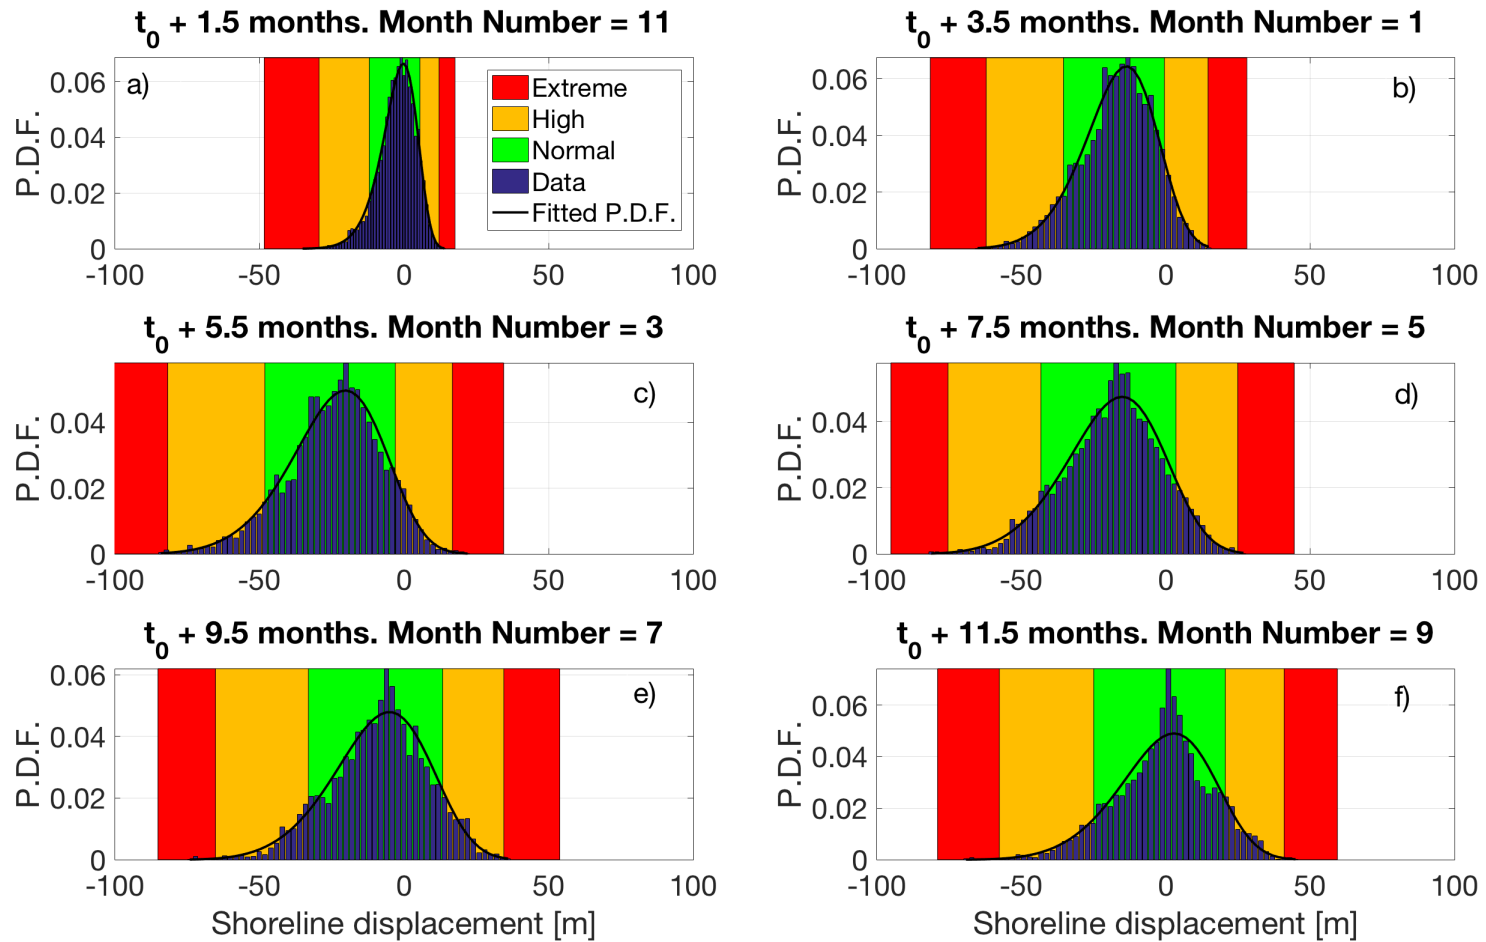 t0 + 1.5 months. Month Number = 11
P.D.F.
0.06
0.04
0.02
0
a)
Extreme
High
Normal
Data
Fitted P.D.F.
-100 -50 0 50 100
t0 + 3.5 months. Month Number = 1
P.D.F.
0.06
0.04
0.02
0
b)
-100 -50 0 50 100
t0 + 5.5 months. Month Number = 3
P.D.F.
0.04
0.02
0
c)
-100 -50 0 50 100
t0 + 7.5 months. Month Number = 5
P.D.F.
0.04
0.02
0
d)
-100 -50 0 50 100
t0 + 9.5 months. Month Number = 7
P.D.F.
0.06
0.04
0.02
0
e)
-100 -50 0 50 100
Shoreline displacement [m]
t0 + 11.5 months. Month Number = 9
P.D.F.
0.06
0.04
0.02
0
f)
-100 -50 0 50 100
Shoreline displacement [m]